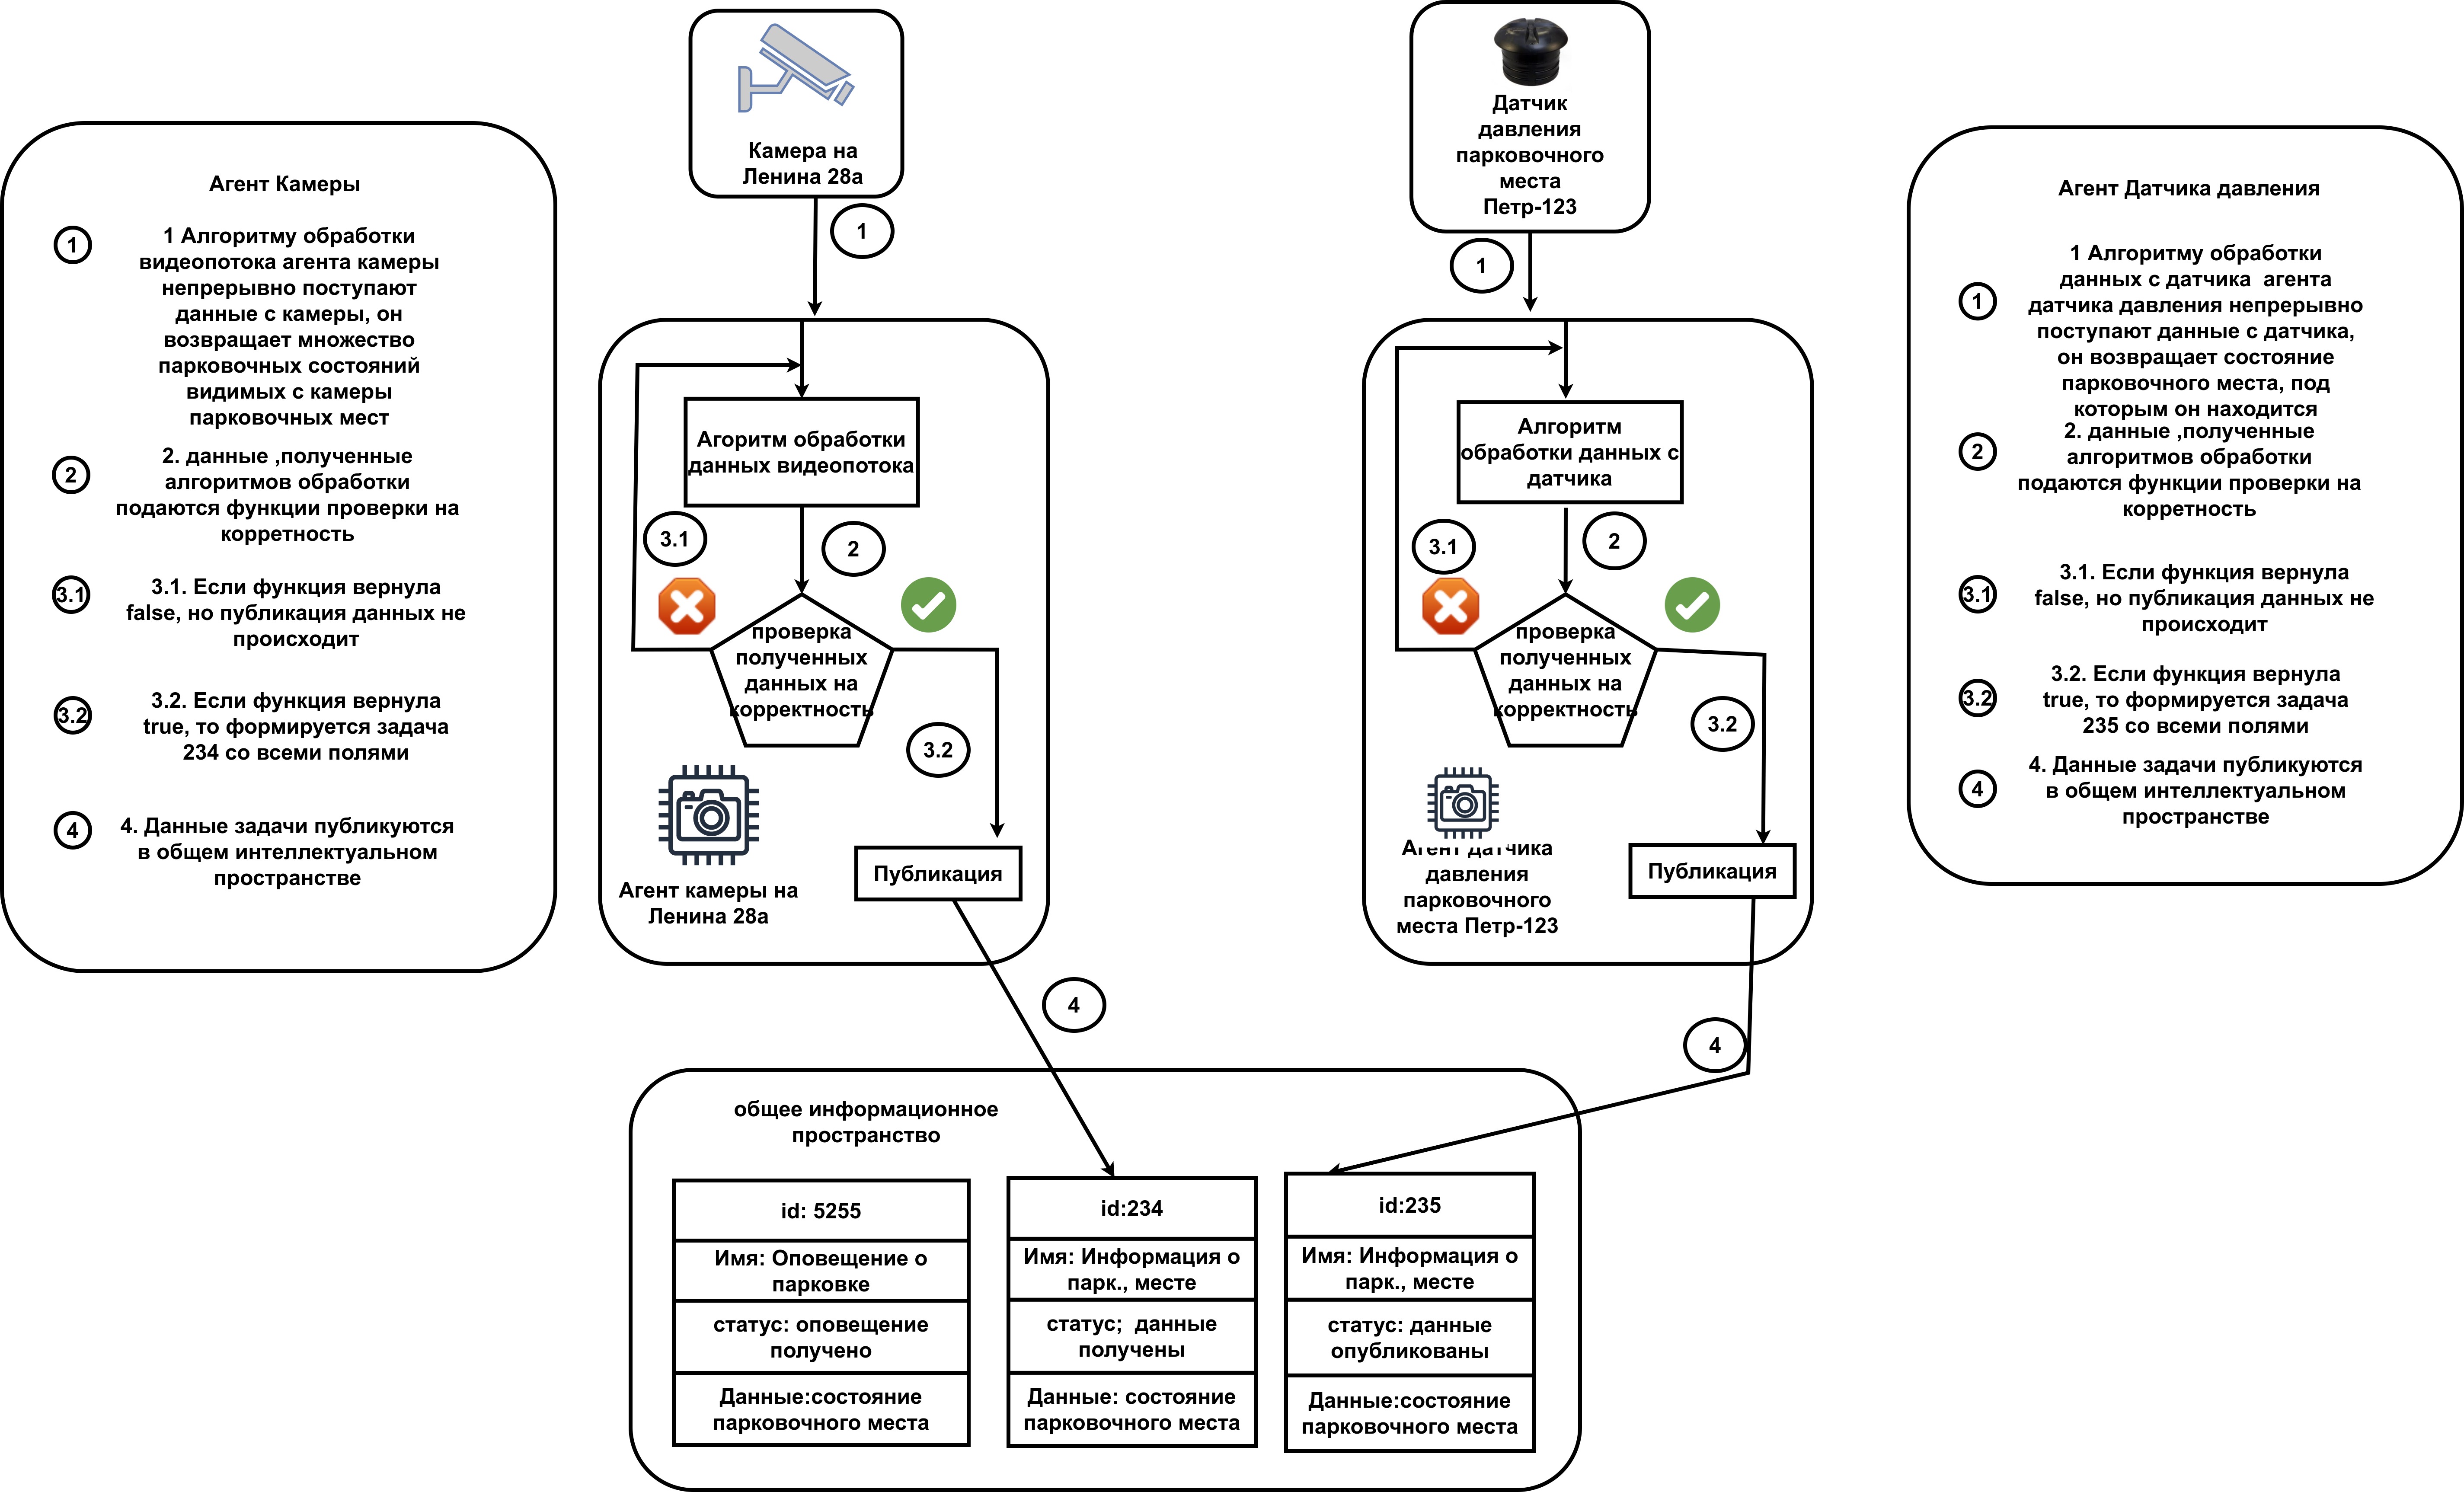 Агент Камеры
1
1 Алгоритму обработки
видеопотока агента камеры
непрерывно поступают
данные с камеры, он
возвращает множество
парковочных состояний
видимых с камеры
парковочных мест
2
2. данные ,полученные
алгоритмов обработки
подаются функции проверки на
корретность
3.1
3.1. Если функция вернула
false, но публикация данных не
происходит
3.2
3.2. Если функция вернула
true, то формируется задача
234 со всеми полями
4
4. Данные задачи публикуются
в общем интеллектуальном
пространстве
Камера на
Ленина 28а
1
Агоритм обработки
данных видеопотока
3.1
2
проверка
полученных
данных на
корректность
3.2
Агент камеры на
Ленина 28а
Публикация
4
Датчик
давления
парковочного
места
Петр-123
1
Алгоритм
обработки данных с
датчика
3.1
2
проверка
полученных
данных на
корректность
3.2
Агент датчика
давления
парковочного
места Петр-123
Публикация
4
Агент Датчика давления
1
1 Алгоритму обработки
данных с датчика  агента
датчика давления непрерывно
поступают данные с датчика,
он возвращает состояние
парковочного места, под
которым он находится
2
2. данные ,полученные
алгоритмов обработки
подаются функции проверки на
корретность
3.1
3.1. Если функция вернула
false, но публикация данных не
происходит
3.2
3.2. Если функция вернула
true, то формируется задача
235 со всеми полями
4
4. Данные задачи публикуются
в общем интеллектуальном
пространстве
общее информационное
пространство
id: 5255
Имя: Оповещение о
парковке
статус: оповещение
получено
Данные:состояние
парковочного места
id:234
Имя: Информация о
парк., месте
статус;  данные
получены
Данные: состояние
парковочного места
id:235
Имя: Информация о
парк., месте
статус: данные
опубликованы
Данные:состояние
парковочного места